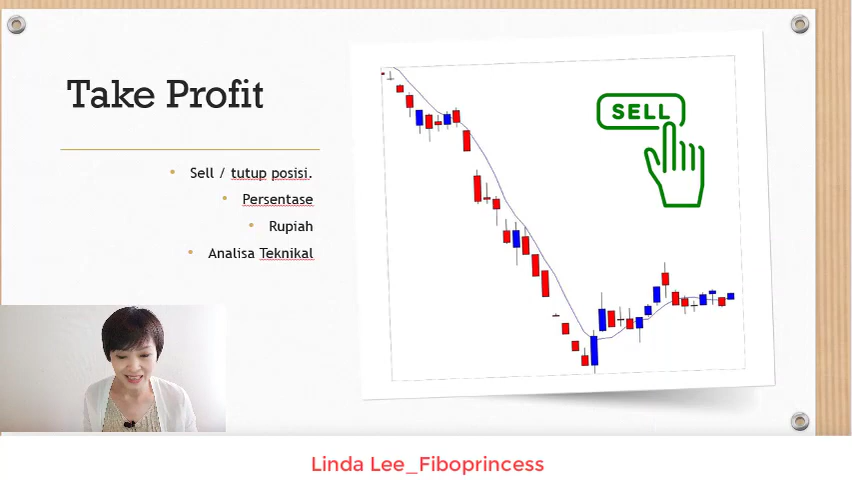 Take Profit
SELL
Sell / tutup posisi.
Persentase
Rupiah
Analisa Teknikal
Linda Lee_Fiboprincess